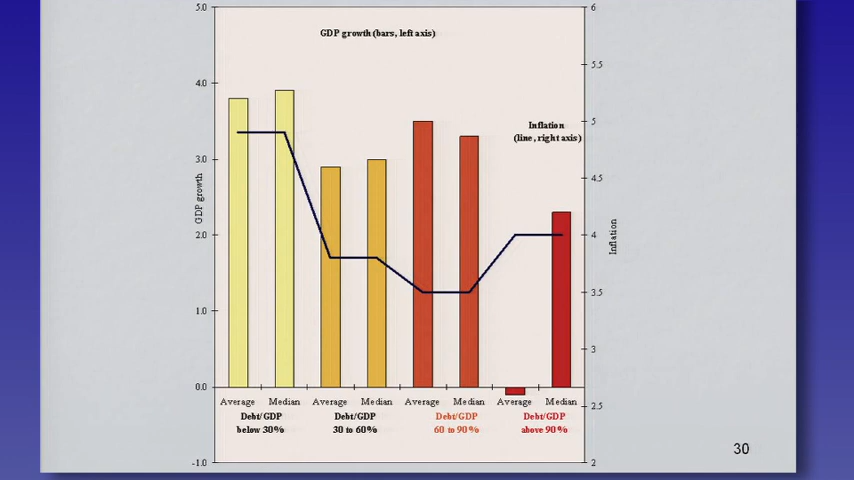 5.0
6
GDP growth (bars, left axis)
5.5
4.0
5
Inflation
(line, right axis)
3.0
4.5
GDP growth
2.0
4
Inflation
1.0
3.5
3
0.0
Average Median Average Median Average Median Average Median
2.5
Debt/GDP Debt/GDP Debt/GDP Debt/GDP
below 30% 30 to 60% 60 to 90% above 90%
30
-1.0
2